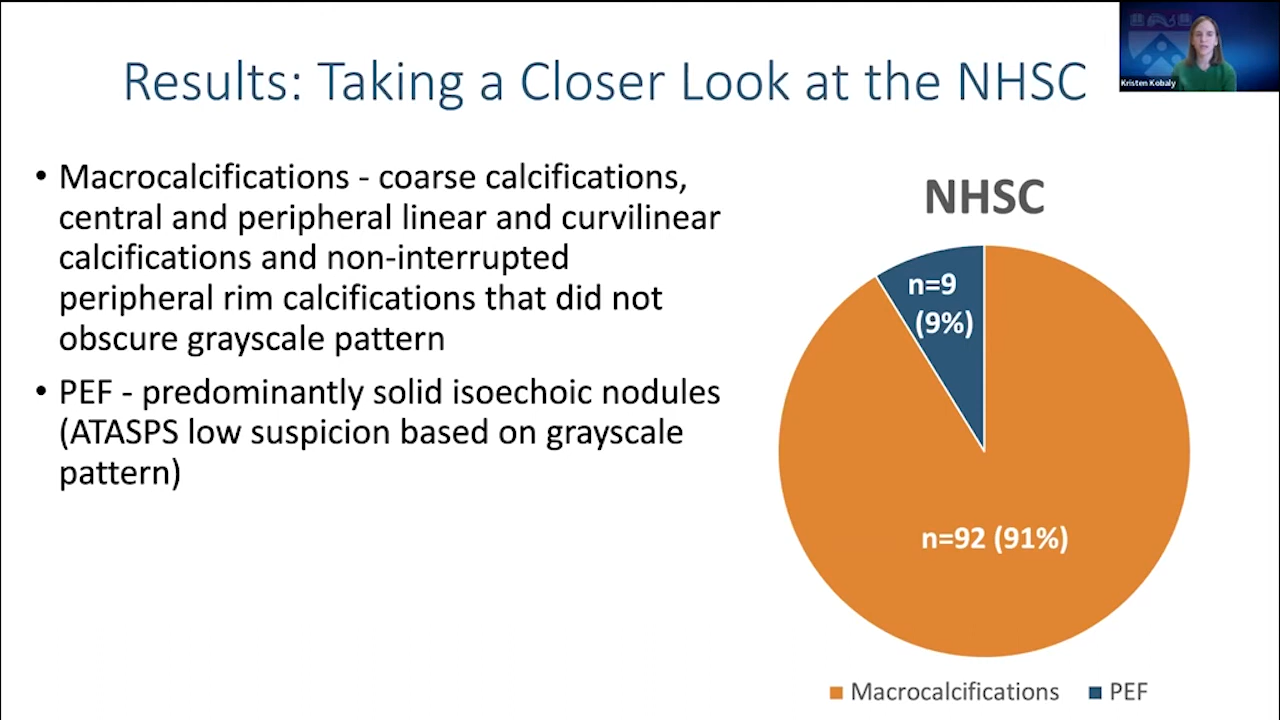 Kristen Kobaly
Results: Taking a Closer Look at the NHSC
• Macrocalcifications - coarse calcifications,
central and peripheral linear and curvilinear
calcifications and non-interrupted
peripheral rim calcifications that did not
obscure grayscale pattern
• PEF - predominantly solid isoechoic nodules
(ATASPS low suspicion based on grayscale
pattern)
NHSC
n=9
(9%)
n=92 (91%)
Macrocalcifications
PEF